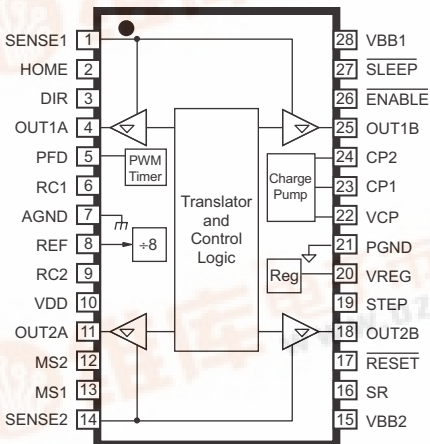 SENSE1 1
HOME 2
DIR 3
OUT1A 4
PFD 5
RC1 6
AGND 7
REF 8
RC2 9
VDD 10
OUT2A 11
MS2 12
MS1 13
SENSE2 14
28 VBB1
27 SLEEP
26 ENABLE
25 OUT1B
24 CP2
23 CP1
22 VCP
21 PGND
20 VREG
19 STEP
18 OUT2B
17 RESET
16 SR
15 VBB2
PWM
Timer
÷8
Translator
and
Control
Logic
Charge
Pump
Reg